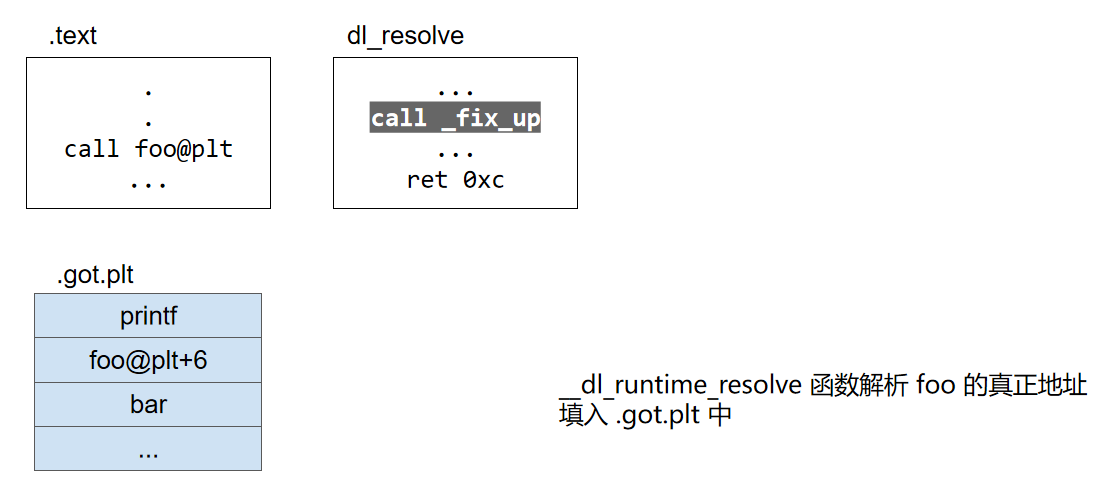 .text
.
.
call foo@plt
...
dl_resolve
...
call _fix_up
...
ret 0xc
.got.plt
printf
foo@plt+6
bar
...
__dl_runtime_resolve 函数解析 foo 的真正地址
填入 .got.plt 中